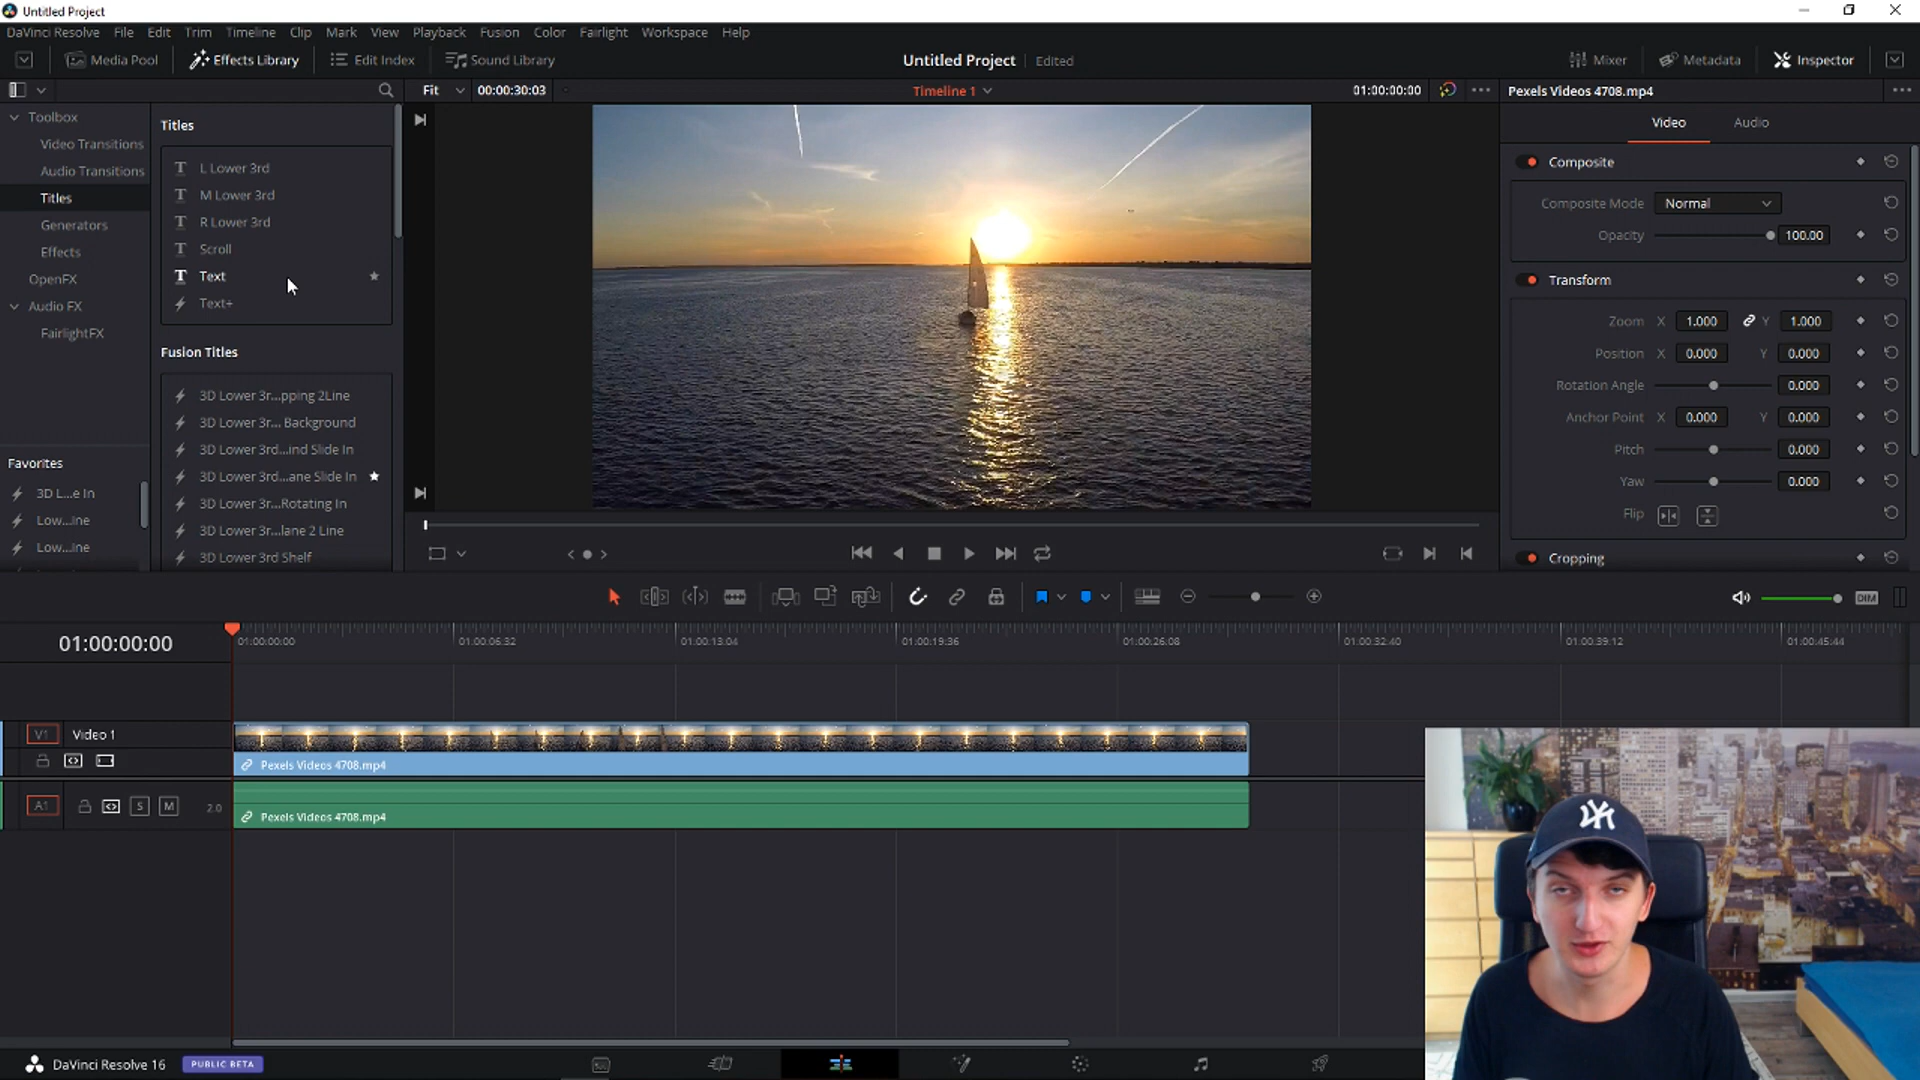 Untitled Project
DaVinci Resolve File Edit Trim Timeline Clip Mark View Playback Fusion Color Fairlight Workspace Help
Media Pool Effects Library Edit Index Sound Library Untitled Project Edited Mixer Metadata Inspector
Fit 00:00:30:03 Timeline 1 01:00:00:00 Pexels Videos 4708.mp4
Toolbox
Video Transitions
Audio Transitions
Titles
Generators
Effects
OpenFX
Audio FX
FairlightFX
Favorites
3D L...e In
Low...ine
Low...ine
Titles
L Lower 3rd
M Lower 3rd
R Lower 3rd
Scroll
Text
Text+
Fusion Titles
3D Lower 3r...pping 2Line
3D Lower 3r... Background
3D Lower 3rd...ind Slide In
3D Lower 3rd...ane Slide In
3D Lower 3r...Rotating In
3D Lower 3r...lane 2 Line
3D Lower 3rd Shelf
Video Audio
Composite
Composite Mode Normal
Opacity 100.00
Transform
Zoom X 1.000 Y 1.000
Position X 0.000 Y 0.000
Rotation Angle 0.000
Anchor Point X 0.000 Y 0.000
Pitch 0.000
Yaw 0.000
Flip
Cropping
DIM
01:00:00:00
01:00:00:00 01:00:06:32 01:00:13:04 01:00:19:36 01:00:26:08 01:00:32:40 01:00:39:12 01:00:45:44
V1 Video 1
Pexels Videos 4708.mp4
A1 S M 2.0
Pexels Videos 4708.mp4
DaVinci Resolve 16 PUBLIC BETA